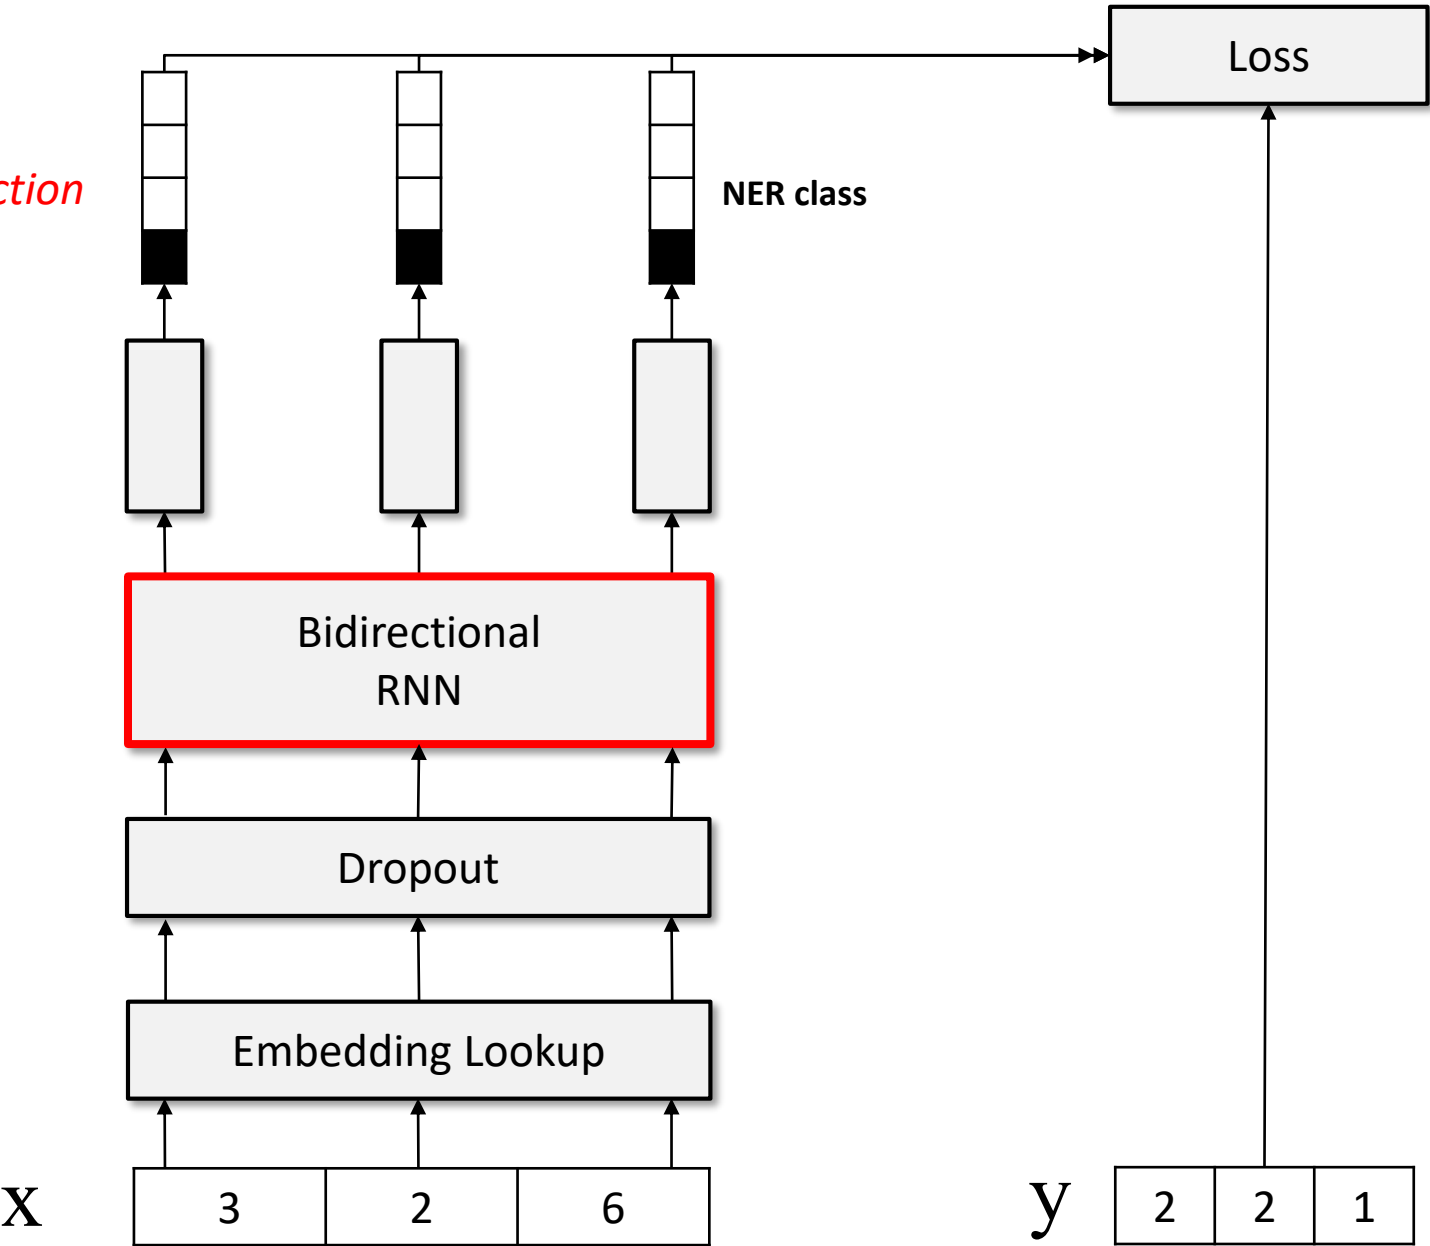 Loss
ction
NER class
Bidirectional
RNN
Dropout
Embedding Lookup
x 3 2 6
y 2 2 1